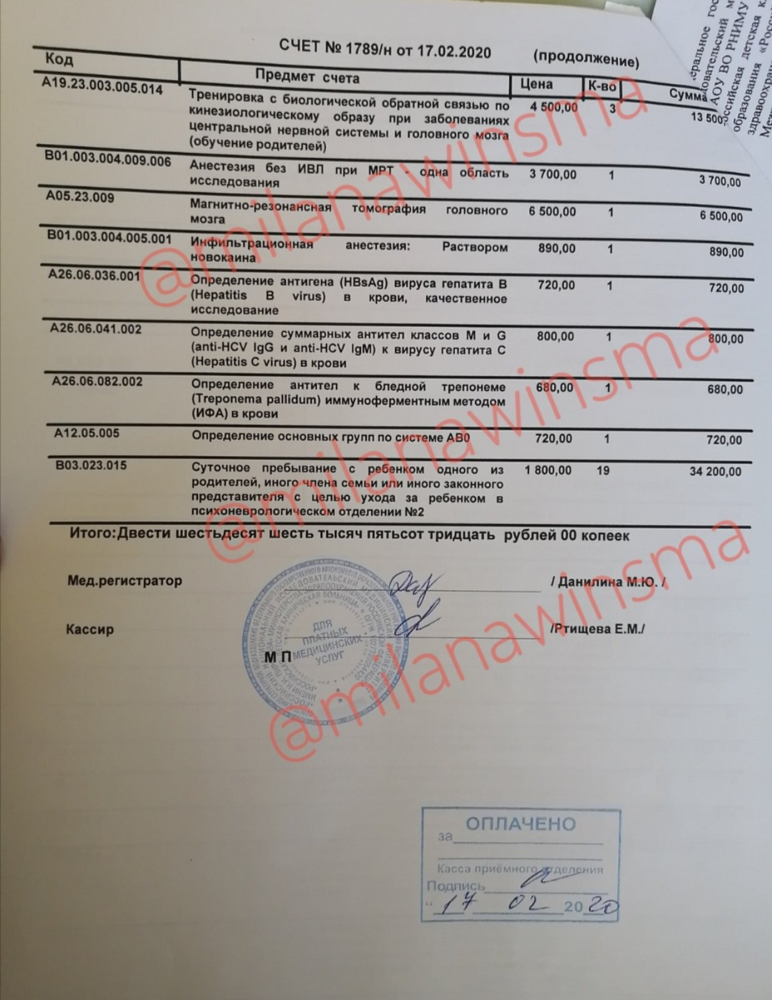 СЧЕТ № 1789/н от 17.02.2020 (продолжение)
Код Предмет счета Цена К-во Сумма
А19.23.003.005.014 Тренировка с биологической обратной связью по 4 500,00 3 13 500
кинезиологическому образу при заболеваниях
центральной нервной системы и головного мозга
(обучение родителей)
В01.003.004.009.006 Анестезия без ИВЛ при МРТ - одна область 3 700,00 1 3 700,00
исследования
А05.23.009 Магнитно-резонансная томография головного 6 500,00 1 6 500,00
мозга
В01.003.004.005.001 Инфильтрационная анестезия: Раствором 890,00 1 890,00
новокаина
А26.06.036.001 Определение антигена (HBsAg) вируса гепатита В 720,00 1 720,00
(Hepatitis B virus) в крови, качественное
исследование
А26.06.041.002 Определение суммарных антител классов M и G 800,00 1 800,00
(anti-HCV IgG и anti-HCV IgM) к вирусу гепатита С
(Hepatitis C virus) в крови
А26.06.082.002 Определение антител к бледной трепонеме 680,00 1 680,00
(Treponema pallidum) иммуноферментным методом
(ИФА) в крови
А12.05.005 Определение основных групп по системе АВ0 720,00 1 720,00
В03.023.015 Суточное пребывание с ребенком одного из 1 800,00 19 34 200,00
родителей, иного члена семьи или иного законного
представителя с целью ухода за ребенком в
психоневрологическом отделении №2
Итого: Двести шестьдесят шесть тысяч пятьсот тридцать рублей 00 копеек
Мед.регистратор / Данилина М.Ю. /
Кассир /Ртищева Е.М./
М П
ДЛЯ
ПЛАТНЫХ
МЕДИЦИНСКИХ
УСЛУГ
ОПЛАЧЕНО
за
Касса приёмного отделения
Подпись
"17 02 2020
@milanawinsma
@milanawinsma
@milanawinsma
АОУ ВО РНИМУ
образования «Росси